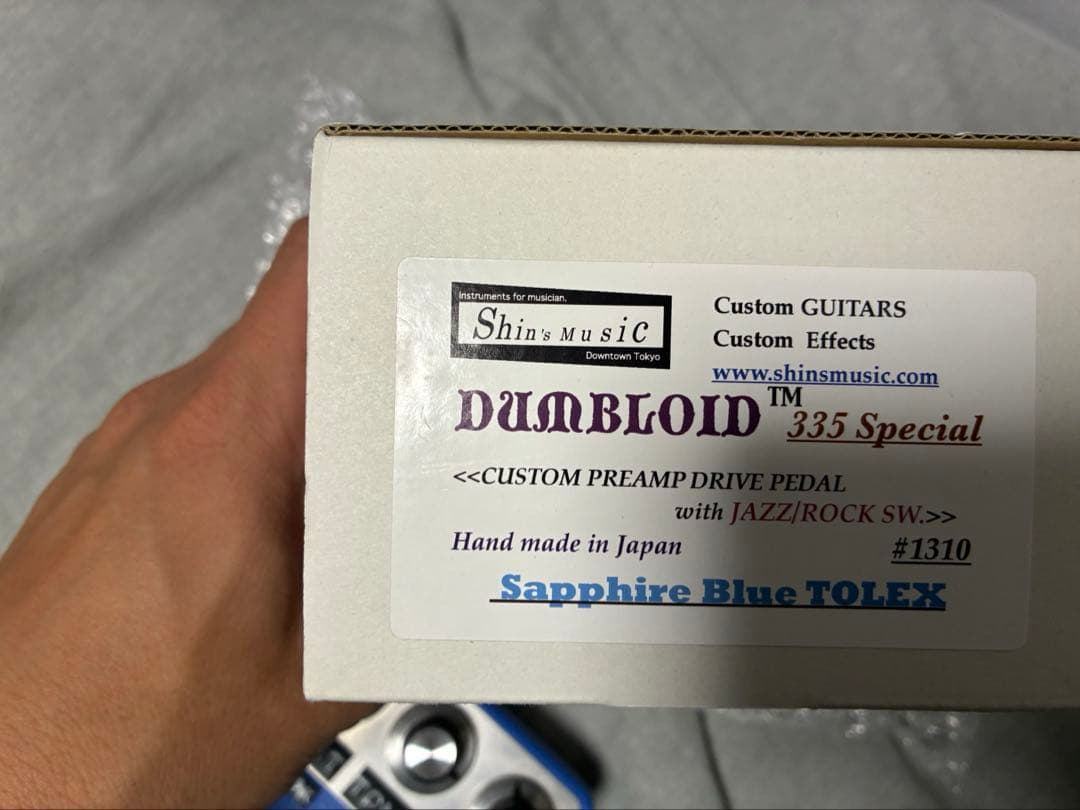 Instruments for musician.
Shin's Music
Downtown Tokyo
Custom GUITARS
Custom Effects
www.shinsmusic.com
DUMBLOID™
335 Special
<<CUSTOM PREAMP DRIVE PEDAL
with JAZZ/ROCK SW.>>
Hand made in Japan
#1310
Sapphire Blue TOLEX